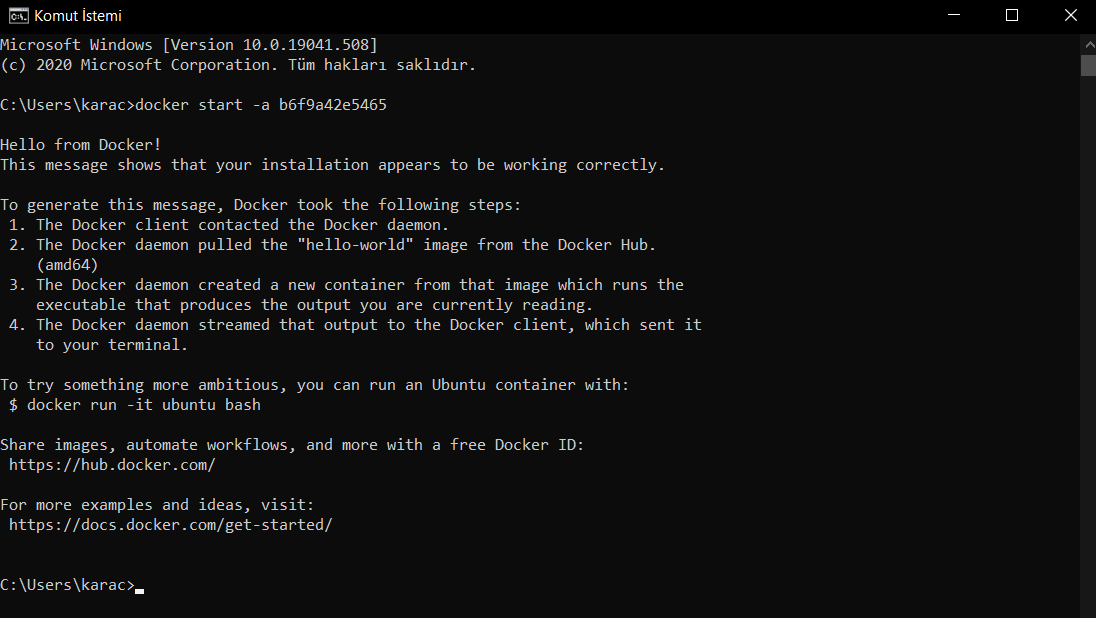 Komut İstemi
Microsoft Windows [Version 10.0.19041.508]
(c) 2020 Microsoft Corporation. Tüm hakları saklıdır.
C:\Users\karac>docker start -a b6f9a42e5465
Hello from Docker!
This message shows that your installation appears to be working correctly.
To generate this message, Docker took the following steps:
1. The Docker client contacted the Docker daemon.
2. The Docker daemon pulled the "hello-world" image from the Docker Hub.
(amd64)
3. The Docker daemon created a new container from that image which runs the
executable that produces the output you are currently reading.
4. The Docker daemon streamed that output to the Docker client, which sent it
to your terminal.
To try something more ambitious, you can run an Ubuntu container with:
$ docker run -it ubuntu bash
Share images, automate workflows, and more with a free Docker ID:
https://hub.docker.com/
For more examples and ideas, visit:
https://docs.docker.com/get-started/
C:\Users\karac>